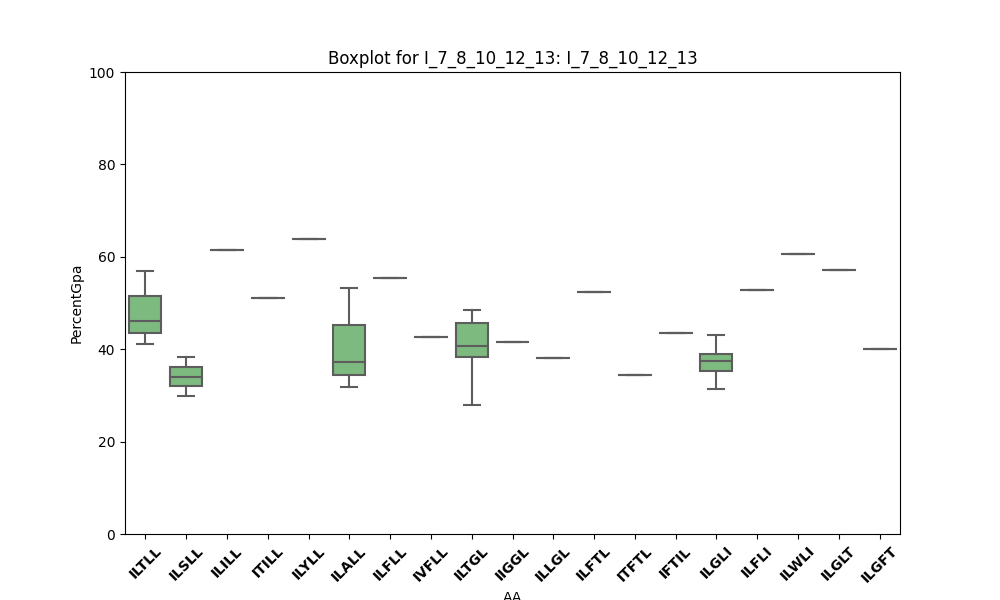 Boxplot for I_7_8_10_12_13: I_7_8_10_12_13
PercentGpa
100
80
60
40
20
0
ILTLL
ILSLL
ILILL
ITILL
ILYLL
ILALL
ILFLL
IVFLL
ILTGL
IIGGL
ILLGL
ILFTL
ITFTL
IFTIL
ILGLI
ILFLI
ILWLI
ILGLT
ILGFT
AA